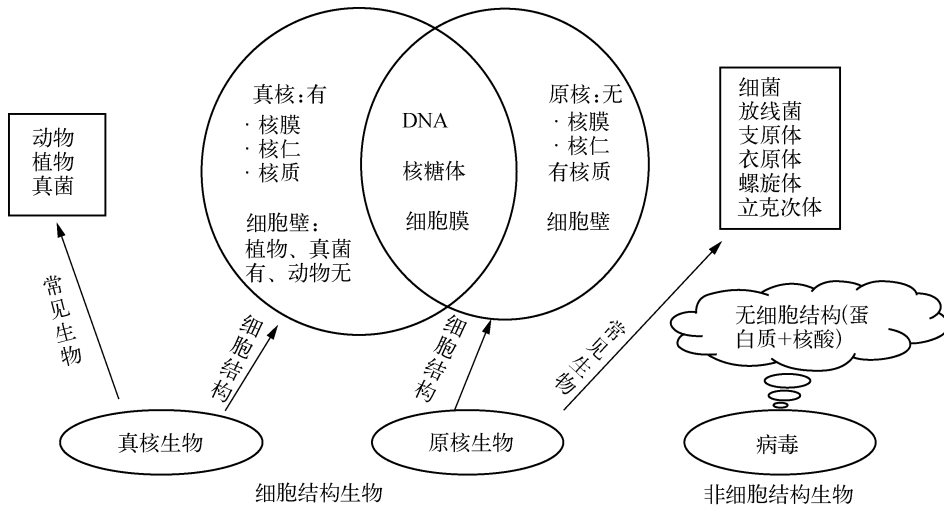 动物
植物
真菌
真核:有
·核膜
·核仁
·核质
细胞壁:
植物、真菌
有、动物无
DNA
核糖体
细胞膜
原核:无
·核膜
·核仁
有核质
细胞壁
细菌
放线菌
支原体
衣原体
螺旋体
立克次体
常见生物
细胞结构
细胞结构
常见生物
无细胞结构(蛋
白质+核酸)
真核生物
原核生物
病毒
细胞结构生物
非细胞结构生物